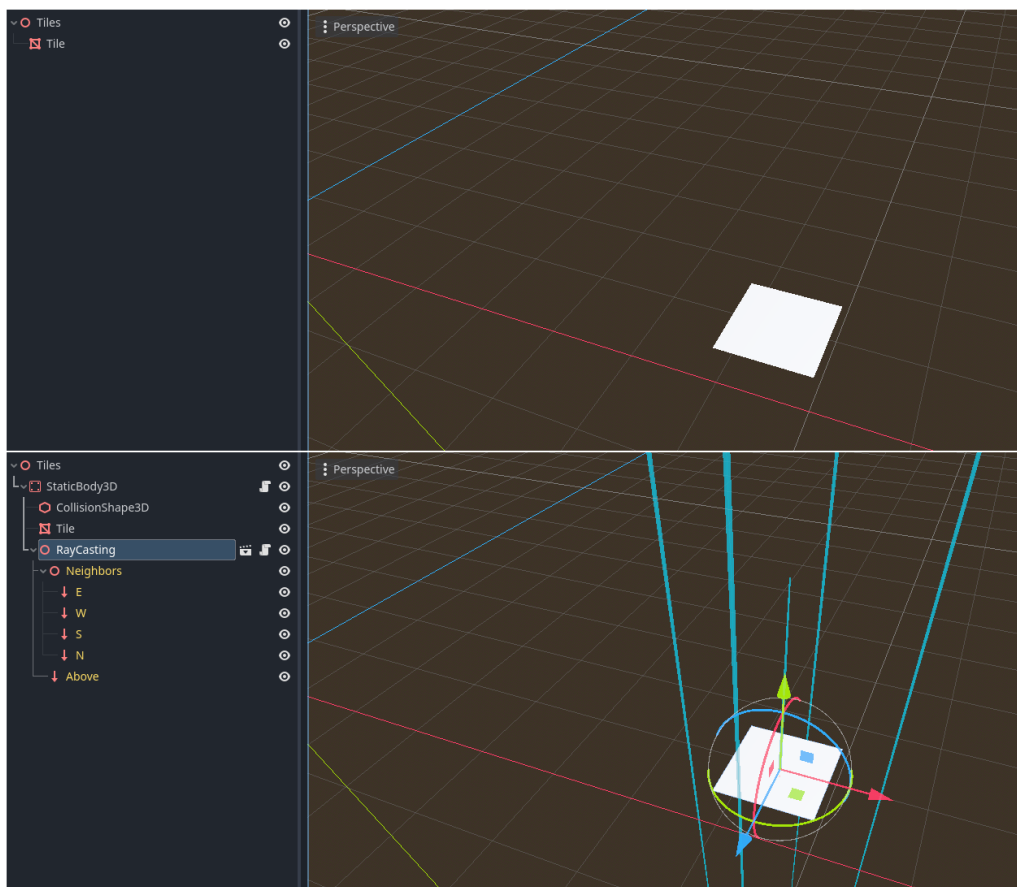 Tiles
Tile
Perspective
Tiles
StaticBody3D
CollisionShape3D
Tile
RayCasting
Neighbors
E
W
S
N
Above
Perspective